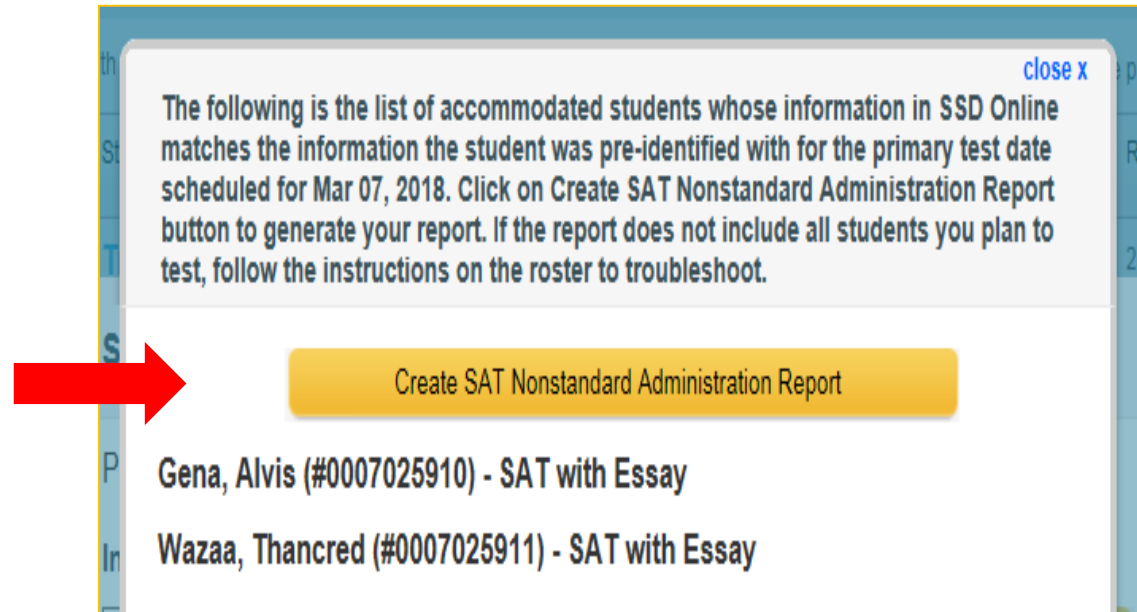 close x
The following is the list of accommodated students whose information in SSD Online
matches the information the student was pre-identified with for the primary test date
scheduled for Mar 07, 2018. Click on Create SAT Nonstandard Administration Report
button to generate your report. If the report does not include all students you plan to
test, follow the instructions on the roster to troubleshoot.
Create SAT Nonstandard Administration Report
Gena, Alvis (#0007025910) - SAT with Essay
Wazaa, Thancred (#0007025911) - SAT with Essay